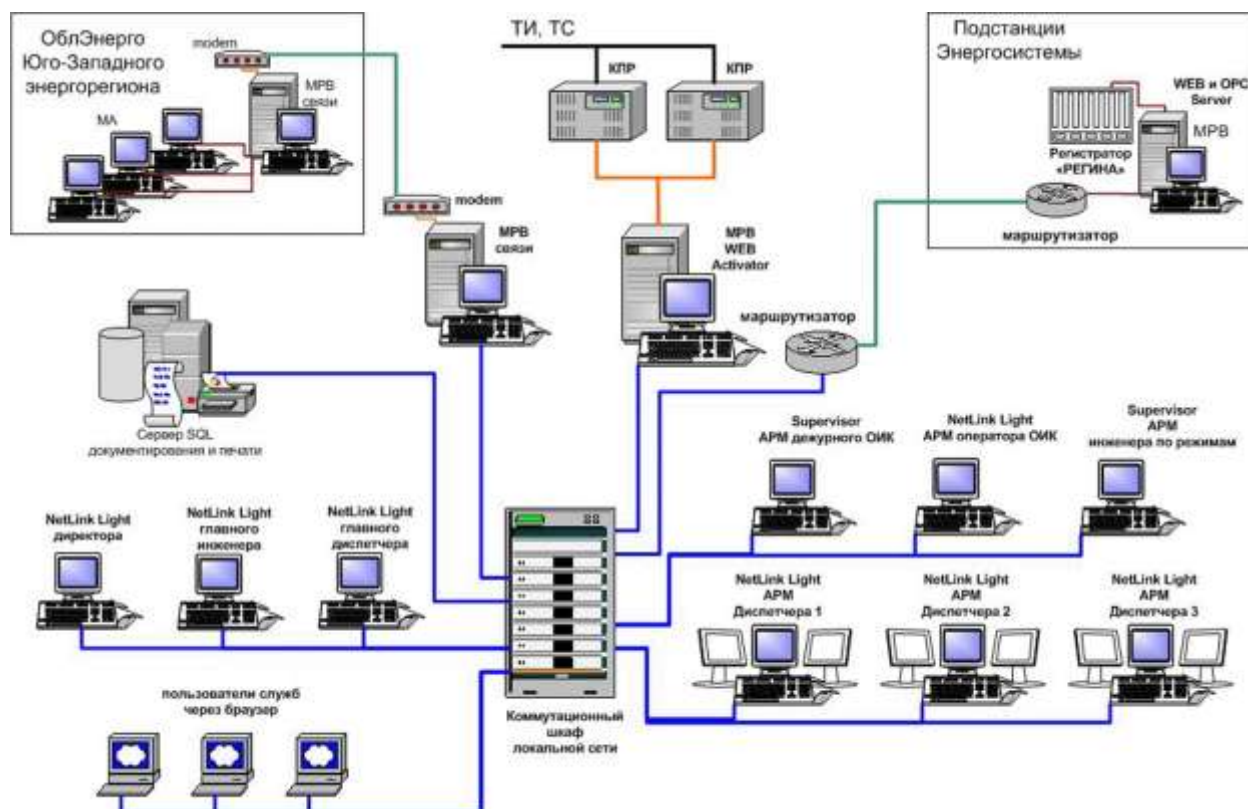 ОблЭнерго
Юго-Западного
энергорегиона
modem
МРВ
связи
МА
ТИ, ТС
КПР
КПР
Подстанции
Энергосистемы
WEB и OPC
Server
МРВ
Регистратор
«РЕГИНА»
маршрутизатор
modem
МРВ
связи
МРВ
WEB
Activator
маршрутизатор
Сервер SQL
документирования и печати
Supervisor
АРМ дежурного ОИК
NetLink Light
АРМ оператора ОИК
Supervisor
АРМ
инженера по режимам
NetLink Light
директора
NetLink Light
главного
инженера
NetLink Light
главного
диспетчера
NetLink Light
АРМ
Диспетчера 1
NetLink Light
АРМ
Диспетчера 2
NetLink Light
АРМ
Диспетчера 3
пользователи служб
через браузер
Коммутационный
шкаф
локальной сети